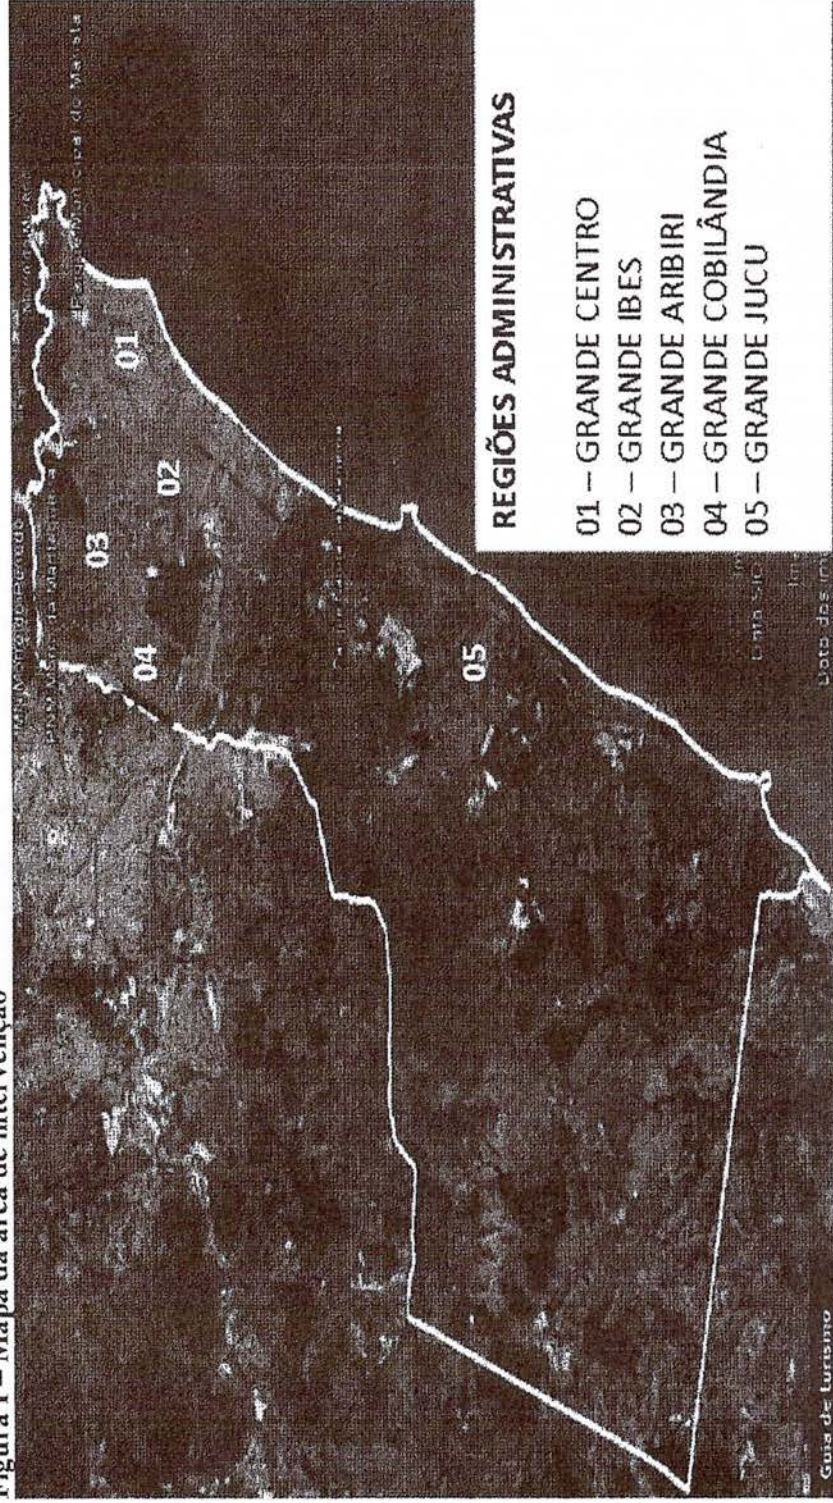 Figura 1 – Mapa da área de intervenção
01
02
03
04
05
REGIÕES ADMINISTRATIVAS
01 – GRANDE CENTRO
02 – GRANDE IBES
03 – GRANDE ARIBIRI
04 – GRANDE COBILÂNDIA
05 – GRANDE JUCU
Guia de turismo